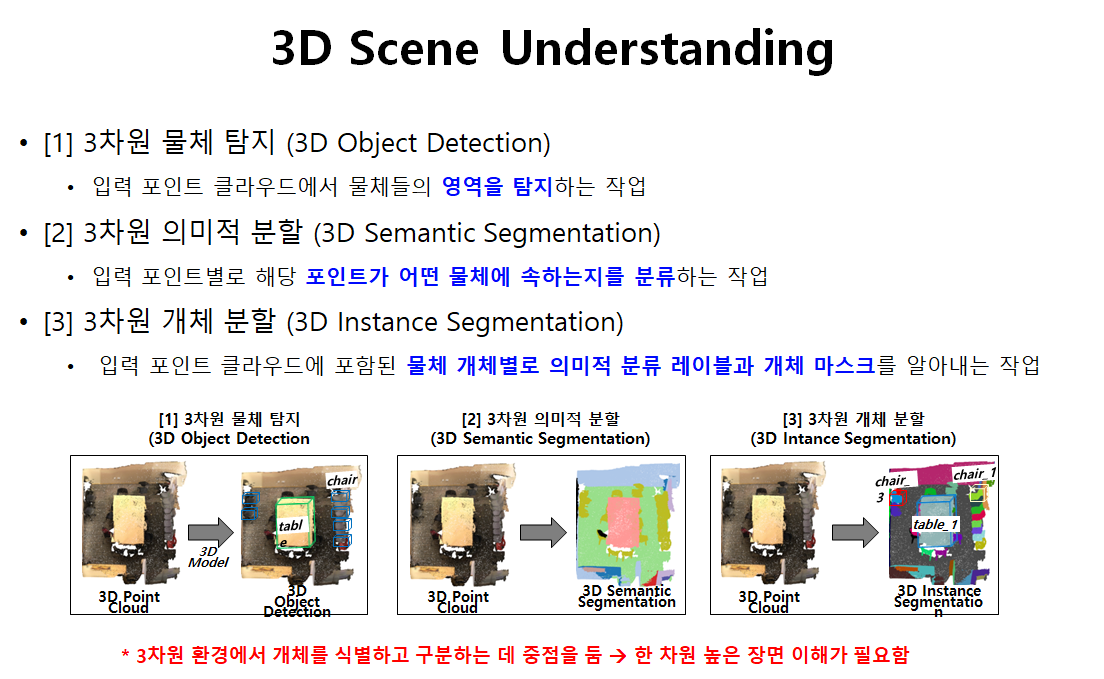 3D Scene Understanding
• [1] 3차원 물체 탐지 (3D Object Detection)
• 입력 포인트 클라우드에서 물체들의 영역을 탐지하는 작업
• [2] 3차원 의미적 분할 (3D Semantic Segmentation)
• 입력 포인트별로 해당 포인트가 어떤 물체에 속하는지를 분류하는 작업
• [3] 3차원 개체 분할 (3D Instance Segmentation)
• 입력 포인트 클라우드에 포함된 물체 개체별로 의미적 분류 레이블과 개체 마스크를 알아내는 작업
[1] 3차원 물체 탐지
(3D Object Detection
3D Point
Cloud
3D
Model
chair
tabl
e
3D
Object
Detection
[2] 3차원 의미적 분할
(3D Semantic Segmentation)
3D Point
Cloud
3D Semantic
Segmentation
[3] 3차원 개체 분할
(3D Intance Segmentation)
3D Point
Cloud
chair_
3
chair_1
table_1
3D Instance
Segmentatio
n
* 3차원 환경에서 개체를 식별하고 구분하는 데 중점을 둠 → 한 차원 높은 장면 이해가 필요함